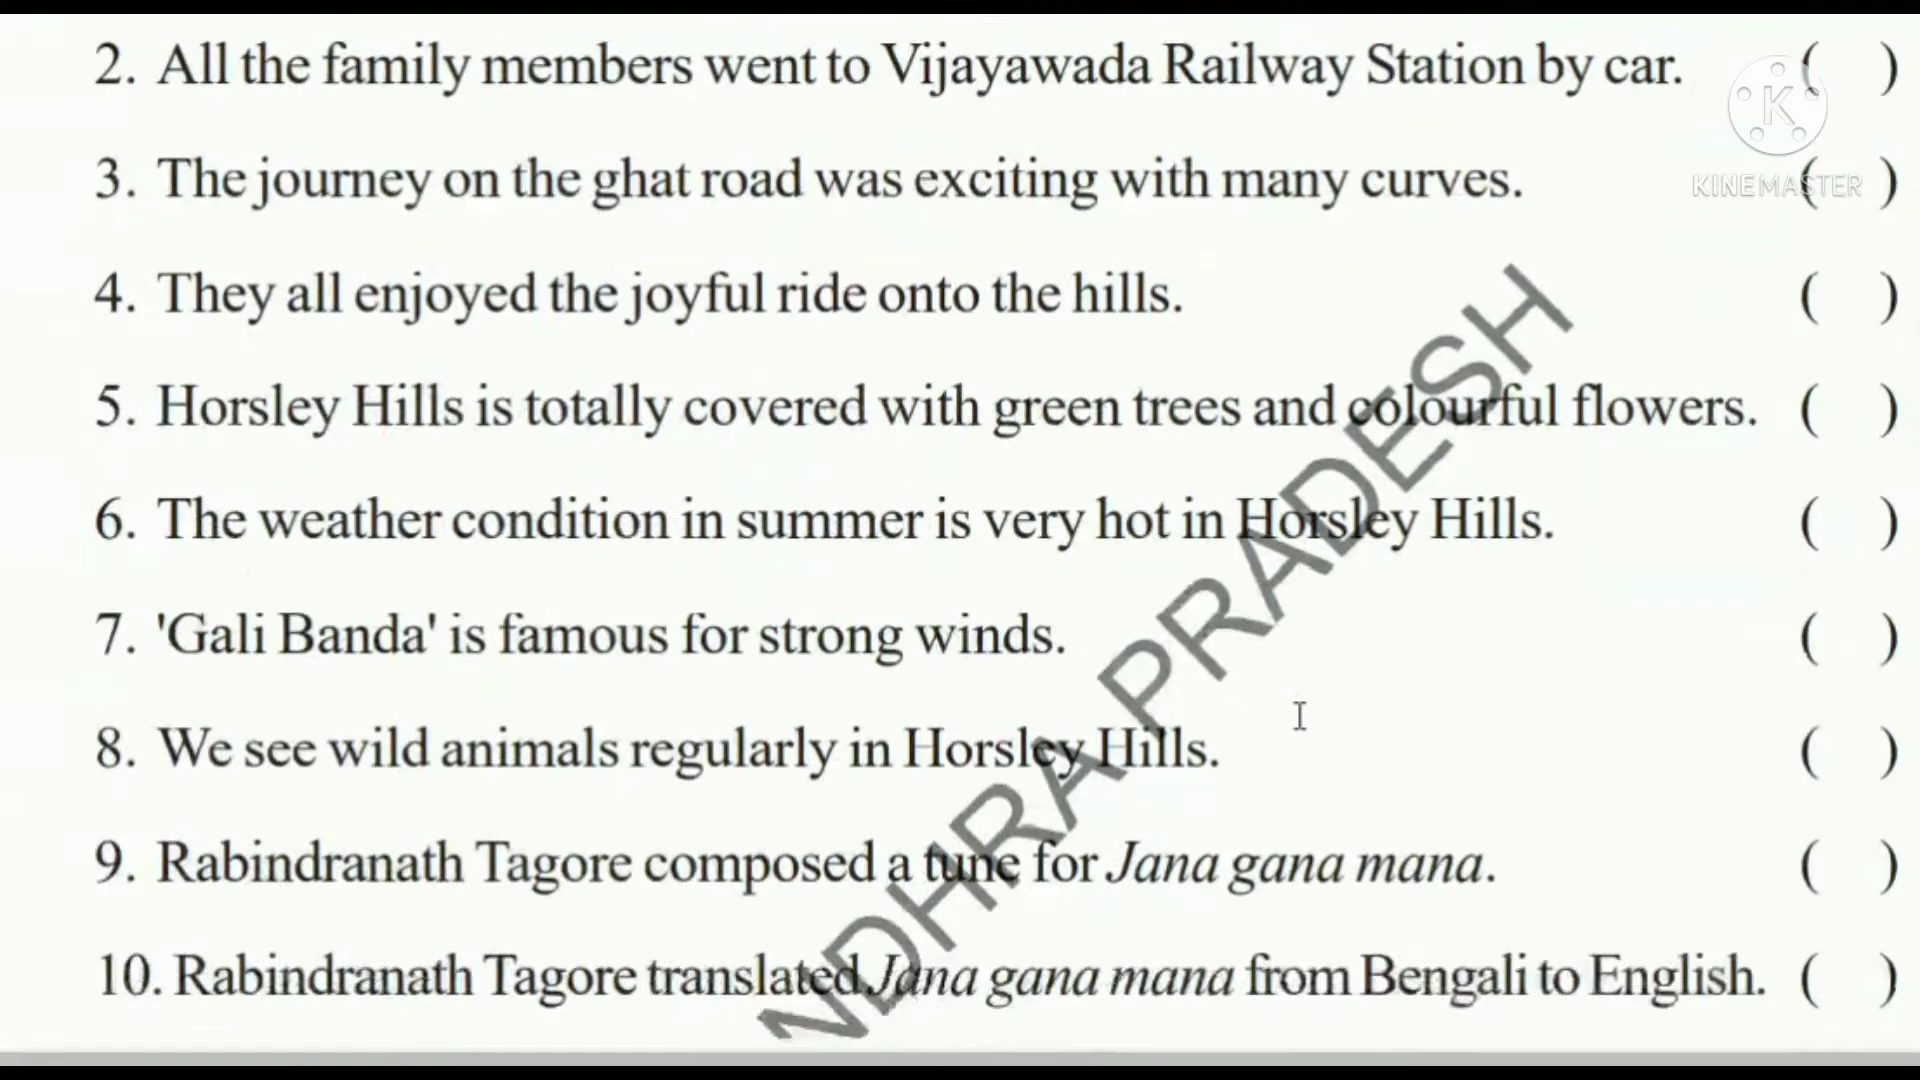 2. All the family members went to Vijayawada Railway Station by car. ( )
3. The journey on the ghat road was exciting with many curves. ( )
4. They all enjoyed the joyful ride onto the hills. ( )
5. Horsley Hills is totally covered with green trees and colourful flowers. ( )
6. The weather condition in summer is very hot in Horsley Hills. ( )
7. 'Gali Banda' is famous for strong winds. ( )
8. We see wild animals regularly in Horsley Hills. ( )
9. Rabindranath Tagore composed a tune for Jana gana mana. ( )
10. Rabindranath Tagore translated Jana gana mana from Bengali to English. ( )
K
KINEMASTER
NDHRA PRADESH